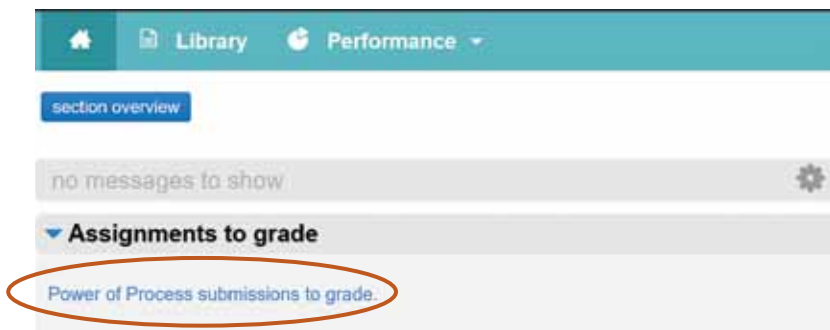 Library Performance
section overview
no messages to show
Assignments to grade
Power of Process submissions to grade.